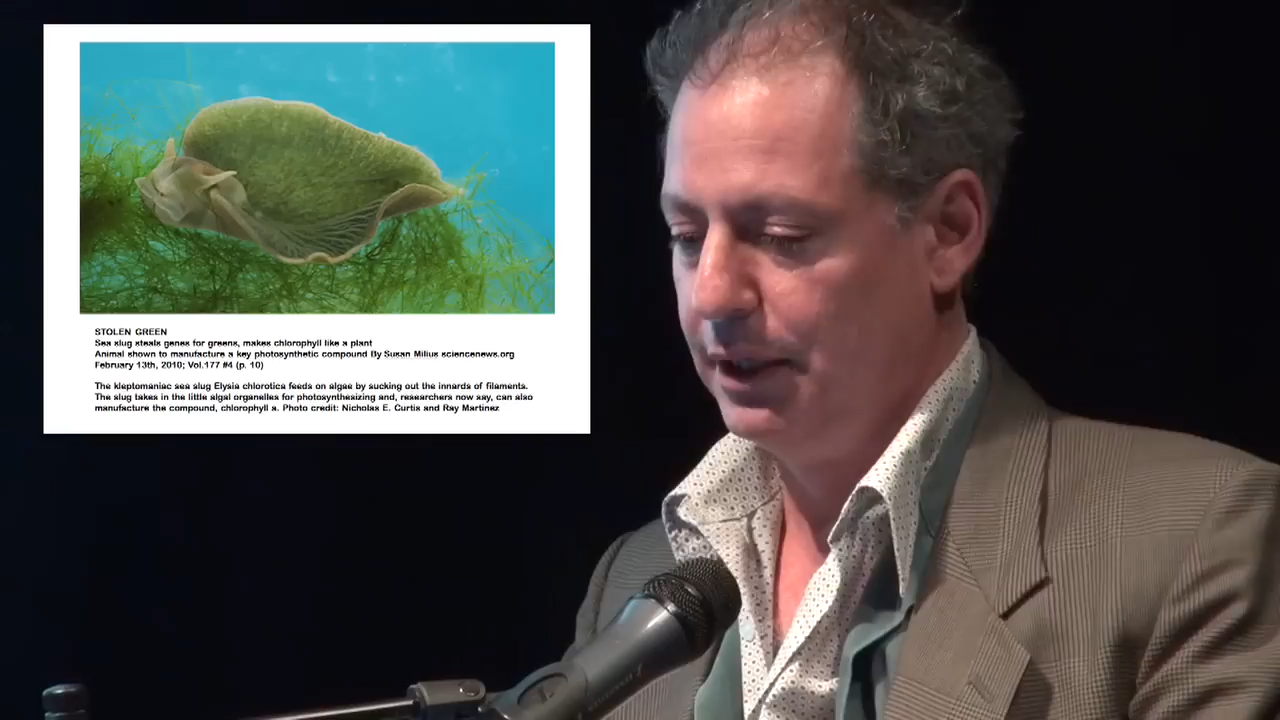 STOLEN GREEN
Sea slug steals genes for greens, makes chlorophyll like a plant
Animal shown to manufacture a key photosynthetic compound By Susan Milius sciencenews.org
February 13th, 2010; Vol.177 #4 (p. 10)
The kleptomaniac sea slug Elysia chlorotica feeds on algae by sucking out the innards of filaments.
The slug takes in the little algal organelles for photosynthesizing and, researchers now say, can also
manufacture the compound, chlorophyll a. Photo credit: Nicholas E. Curtis and Ray Martinez